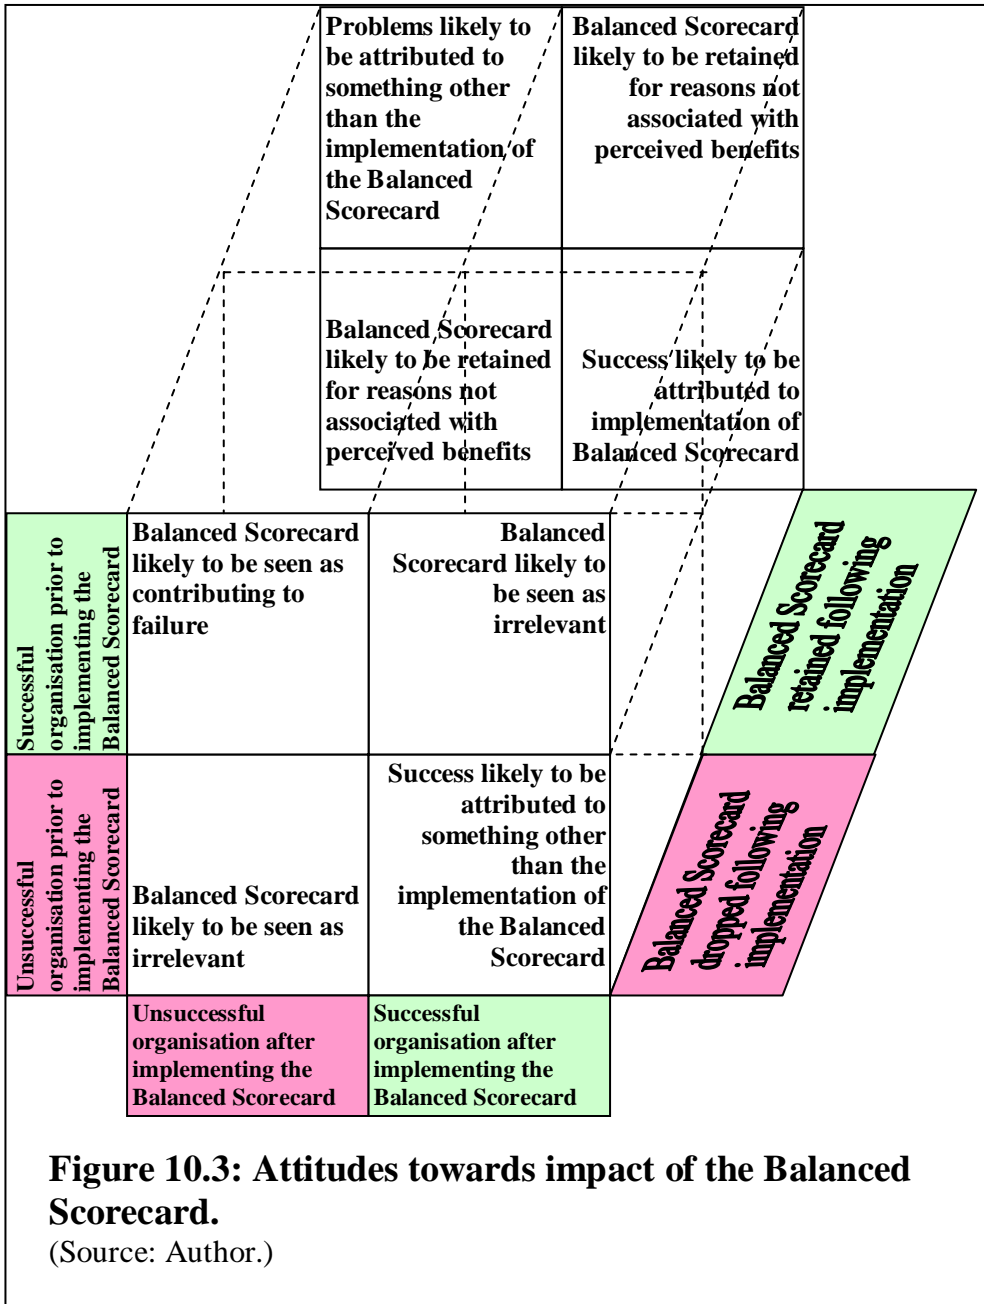 Problems likely to
be attributed to
something other
than the
implementation of
the Balanced
Scorecard
Balanced Scorecard
likely to be retained
for reasons not
associated with
perceived benefits
Balanced Scorecard
likely to be retained
for reasons not
associated with
perceived benefits
Success likely to be
attributed to
implementation of
Balanced Scorecard
Successful
organisation prior to
implementing the
Balanced Scorecard
Balanced Scorecard
likely to be seen as
contributing to
failure
Balanced
Scorecard likely to
be seen as
irrelevant
Balanced Scorecard
retained following
implementation
Unsuccessful
organisation prior to
implementing the
Balanced Scorecard
Balanced Scorecard
likely to be seen as
irrelevant
Success likely to be
attributed to
something other
than the
implementation of
the Balanced
Scorecard
Balanced Scorecard
dropped following
implementation
Unsuccessful
organisation after
implementing the
Balanced Scorecard
Successful
organisation after
implementing the
Balanced Scorecard
Figure 10.3: Attitudes towards impact of the Balanced
Scorecard.
(Source: Author.)